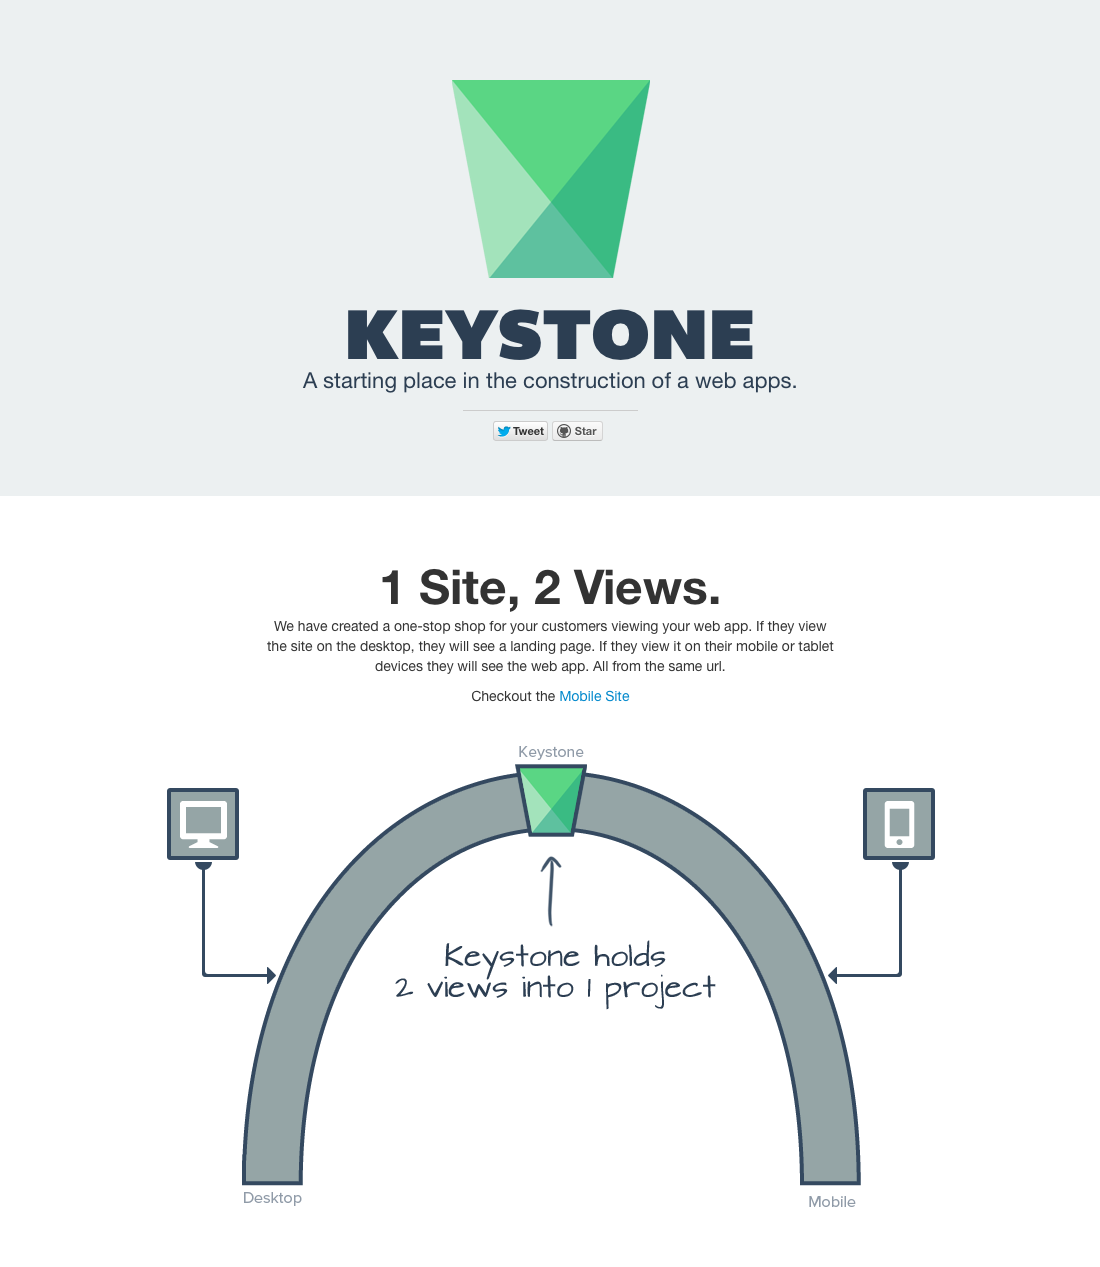 KEYSTONE
A starting place in the construction of a web apps.
Tweet
Star
1 Site, 2 Views.
We have created a one-stop shop for your customers viewing your web app. If they view
the site on the desktop, they will see a landing page. If they view it on their mobile or tablet
devices they will see the web app. All from the same url.
Checkout the Mobile Site
Keystone
Keystone holds
2 views into 1 project
Desktop
Mobile